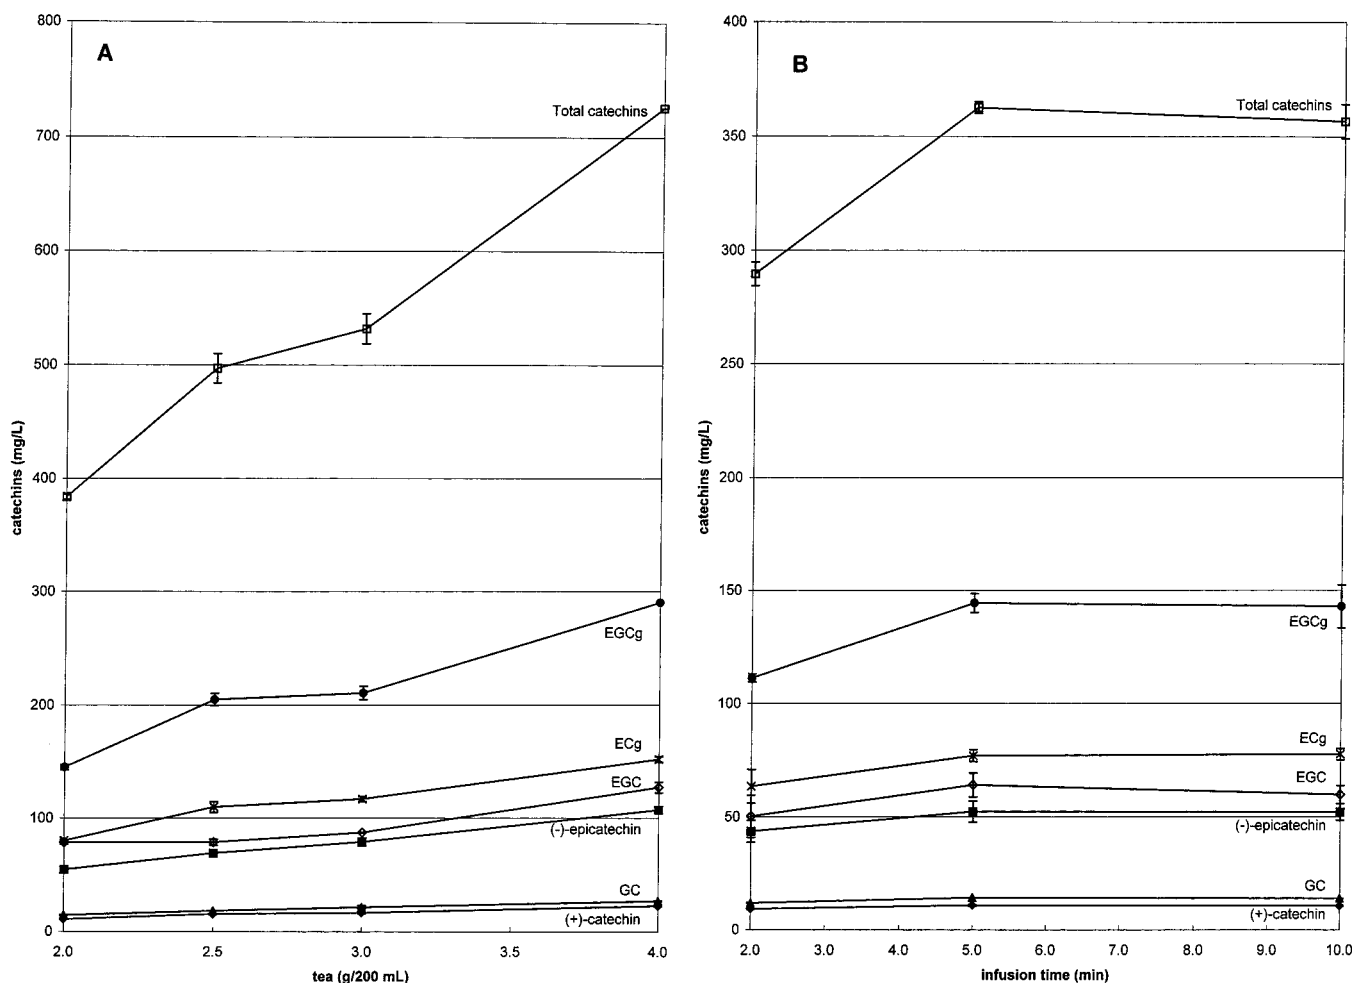 A
800
700
600
500
400
300
200
100
0
catechins (mg/L)
Total catechins
EGCg
ECg
EGC
(-)-epicatechin
GC
(+)-catechin
2.0 2.5 3.0 3.5 4.0
tea (g/200 mL)
B
400
350
300
250
200
150
100
50
0
catechins (mg/L)
Total catechins
EGCg
ECg
EGC
(-)-epicatechin
GC
(+)-catechin
2.0 3.0 4.0 5.0 6.0 7.0 8.0 9.0 10.0
infusion time (min)